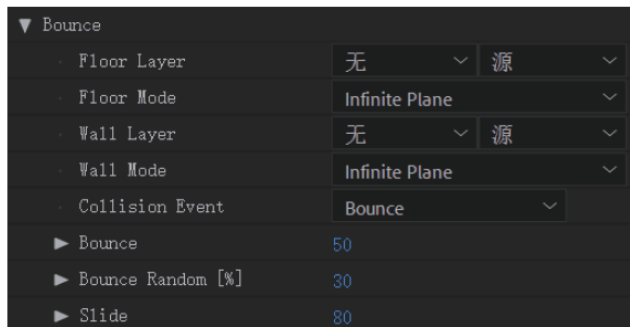 Bounce
Floor Layer 无 源
Floor Mode Infinite Plane
Wall Layer 无 源
Wall Mode Infinite Plane
Collision Event Bounce
Bounce 50
Bounce Random [%] 30
Slide 80